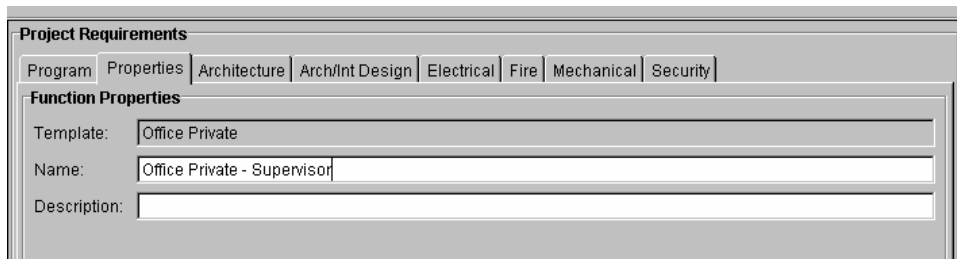 Project Requirements
Program Properties Architecture Arch/Int Design Electrical Fire Mechanical Security
Function Properties
Template: Office Private
Name: Office Private - Supervisor
Description: